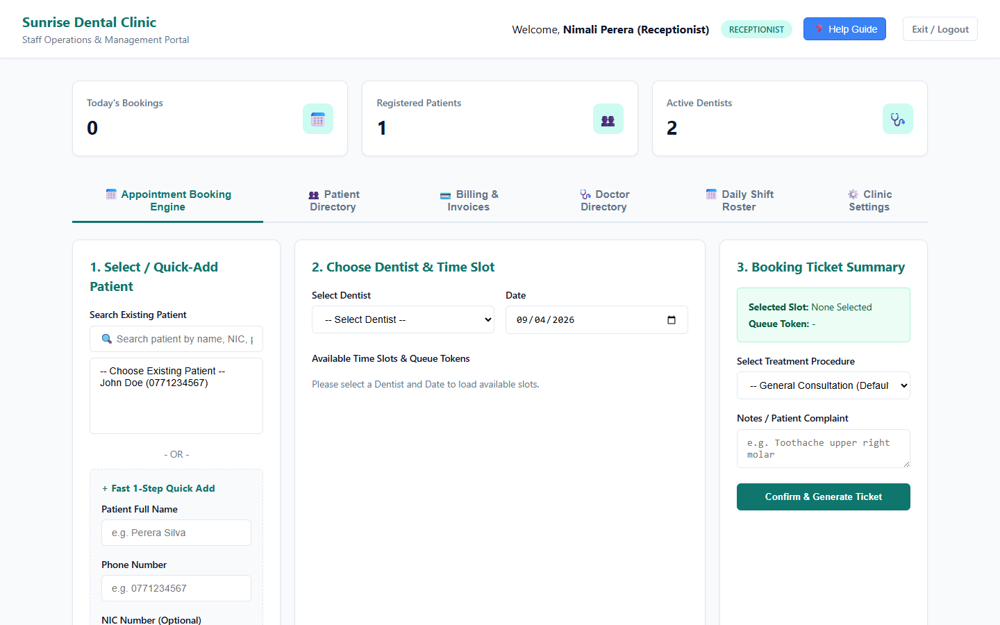 Sunrise Dental Clinic
Staff Operations & Management Portal
Welcome, Nimali Perera (Receptionist)
RECEPTIONIST
Help Guide
Exit / Logout
Today's Bookings
0
Registered Patients
1
Active Dentists
2
Appointment Booking
Engine
Patient
Directory
Billing &
Invoices
Doctor
Directory
Daily Shift
Roster
Clinic
Settings
1. Select / Quick-Add
Patient
Search Existing Patient
Search patient by name, NIC,
-- Choose Existing Patient --
John Doe (0771234567)
- OR -
+ Fast 1-Step Quick Add
Patient Full Name
e.g. Perera Silva
Phone Number
e.g. 0771234567
NIC Number (Optional)
2. Choose Dentist & Time Slot
Select Dentist
-- Select Dentist --
Date
09/04/2026
Available Time Slots & Queue Tokens
Please select a Dentist and Date to load available slots.
3. Booking Ticket Summary
Selected Slot: None Selected
Queue Token: -
Select Treatment Procedure
-- General Consultation (Defaul
Notes / Patient Complaint
e.g. Toothache upper right
molar
Confirm & Generate Ticket